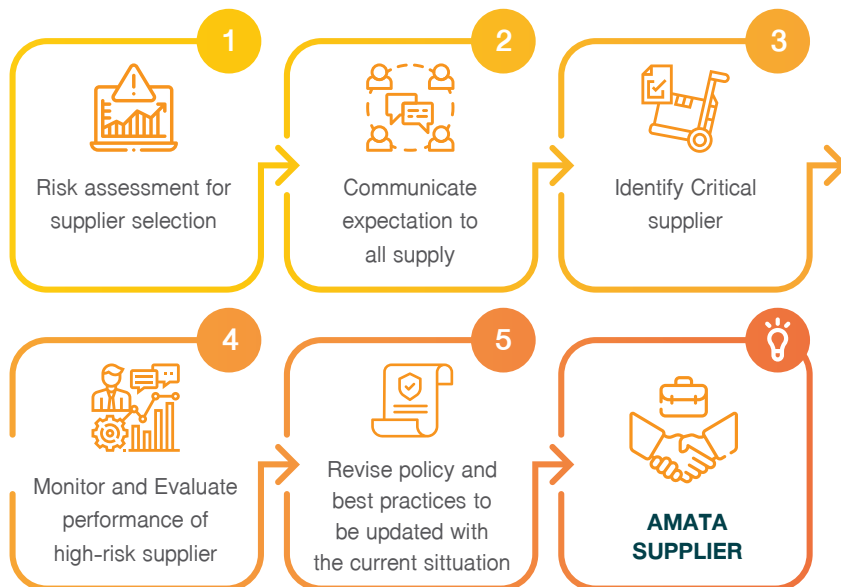 1
Risk assessment for
supplier selection
2
Communicate
expectation to
all supply
3
Identify Critical
supplier
4
Monitor and Evaluate
performance of
high-risk supplier
5
Revise policy and
best practices to
be updated with
the current sittuation
AMATA
SUPPLIER